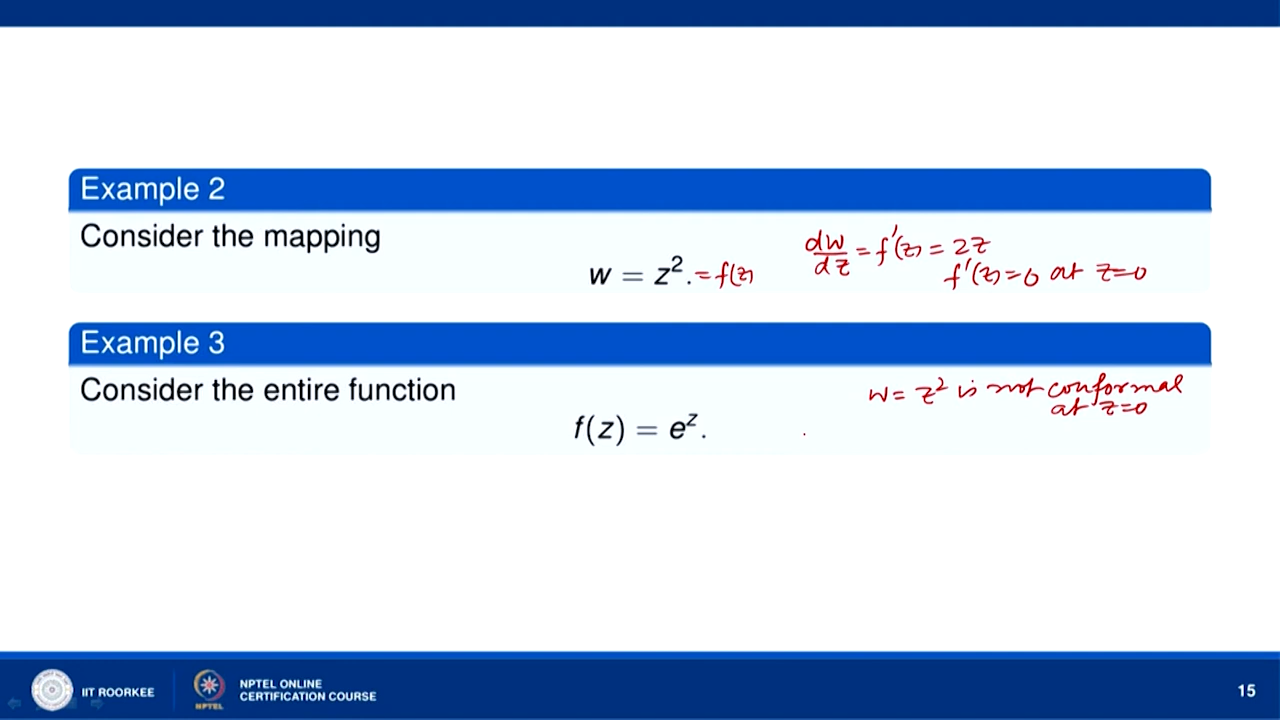 Example 2
Consider the mapping
w = z². = f(z)
dw/dz = f'(z) = 2z
f'(z) = 0 at z=0
Example 3
Consider the entire function
f(z) = e^z.
w = z² is not conformal
at z=0
IIT ROORKEE
NPTEL
NPTEL ONLINE
CERTIFICATION COURSE
15